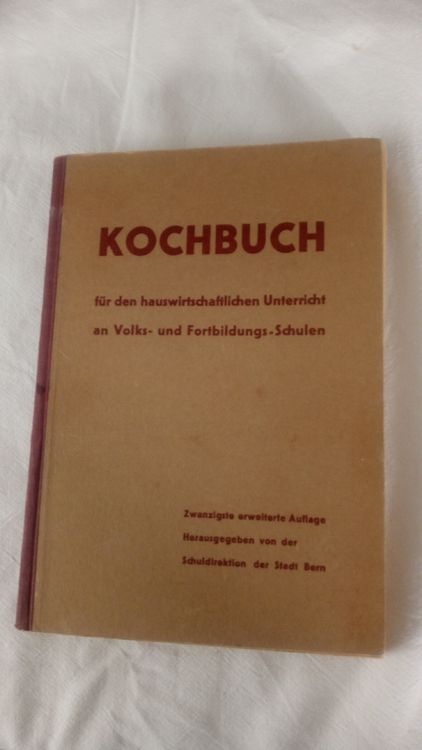 KOCHBUCH
für den hauswirtschaftlichen Unterricht
an Volks- und Fortbildungs-Schulen
Zwanzigste erweiterte Auflage
Herausgegeben von der
Schuldirektion der Stadt Bern